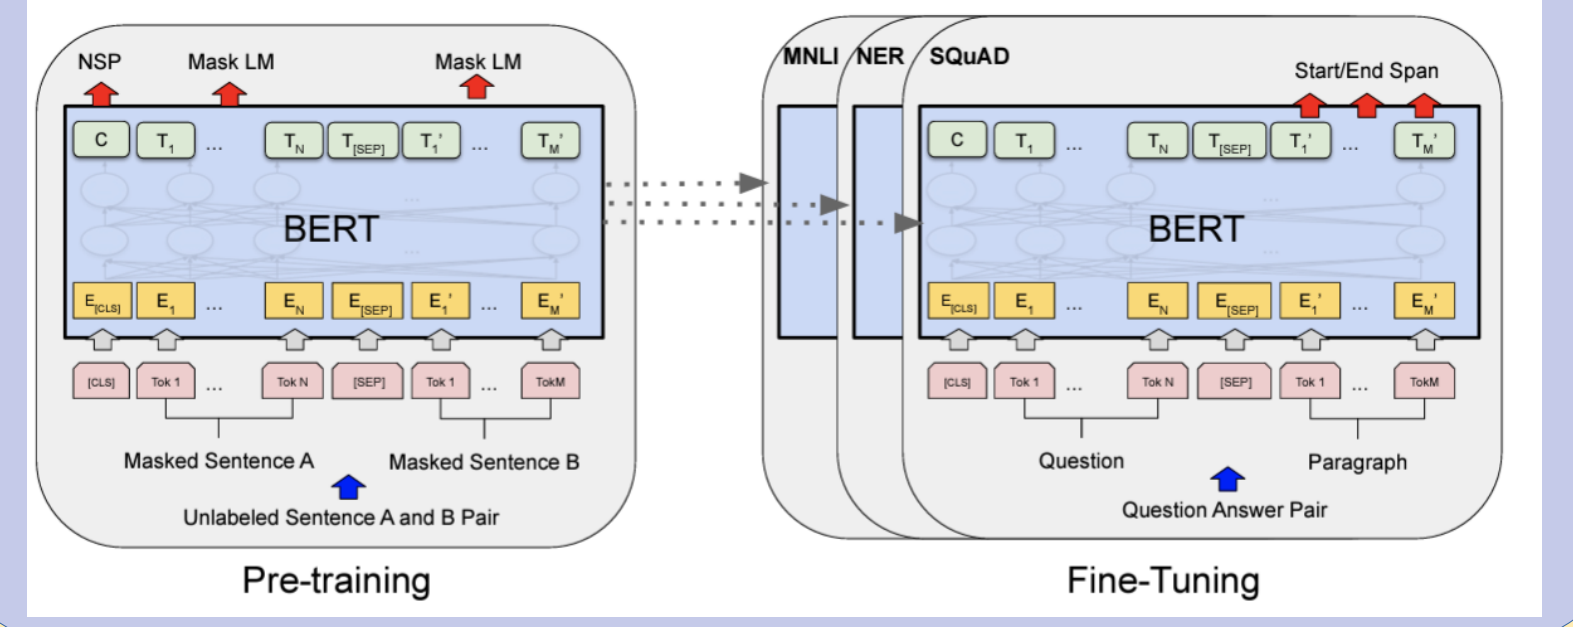 NSP Mask LM Mask LM
C T1 ... TN T[SEP] T1' ... TM'
...
BERT
...
E[CLS] E1 ... EN E[SEP] E1' ... EM'
[CLS] Tok 1 ... Tok N [SEP] Tok 1 ... TokM
Masked Sentence A Masked Sentence B
Unlabeled Sentence A and B Pair
Pre-training
MNLI NER SQuAD
Start/End Span
C T1 ... TN T[SEP] T1' ... TM'
...
BERT
...
E[CLS] E1 ... EN E[SEP] E1' ... EM'
[CLS] Tok 1 ... Tok N [SEP] Tok 1 ... TokM
Question Paragraph
Question Answer Pair
Fine-Tuning